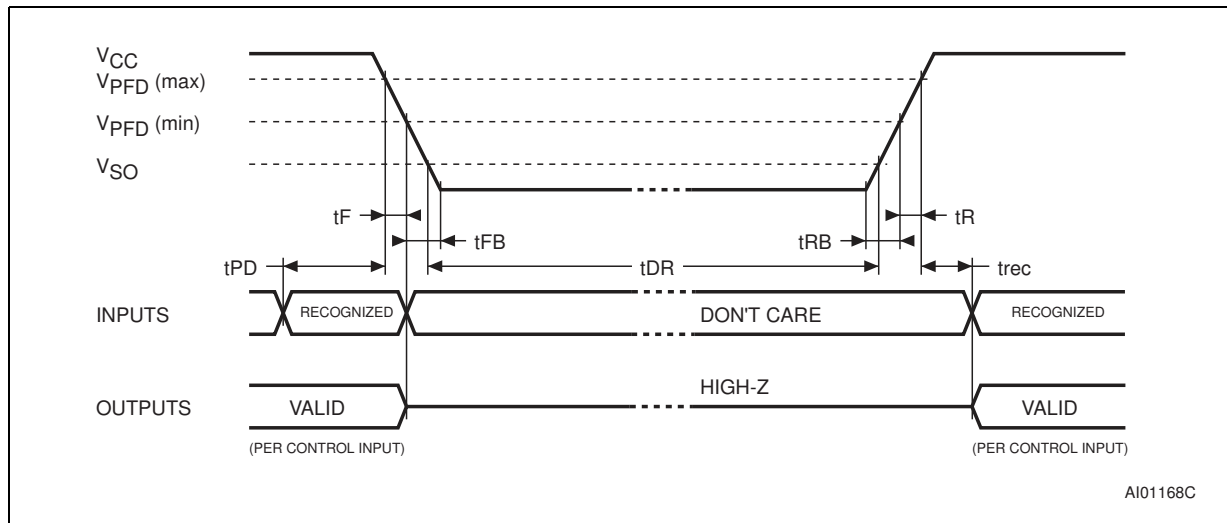 VCC
VPFD (max)
VPFD (min)
VSO
tF
tR
tFB
tRB
tPD
tDR
trec
INPUTS
RECOGNIZED
DON'T CARE
RECOGNIZED
HIGH-Z
OUTPUTS
VALID
VALID
(PER CONTROL INPUT)
(PER CONTROL INPUT)
AI01168C